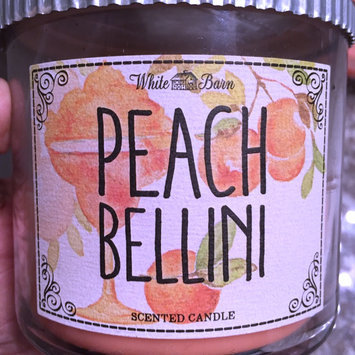 White Barn
PEACH
BELLINI
SCENTED CANDLE